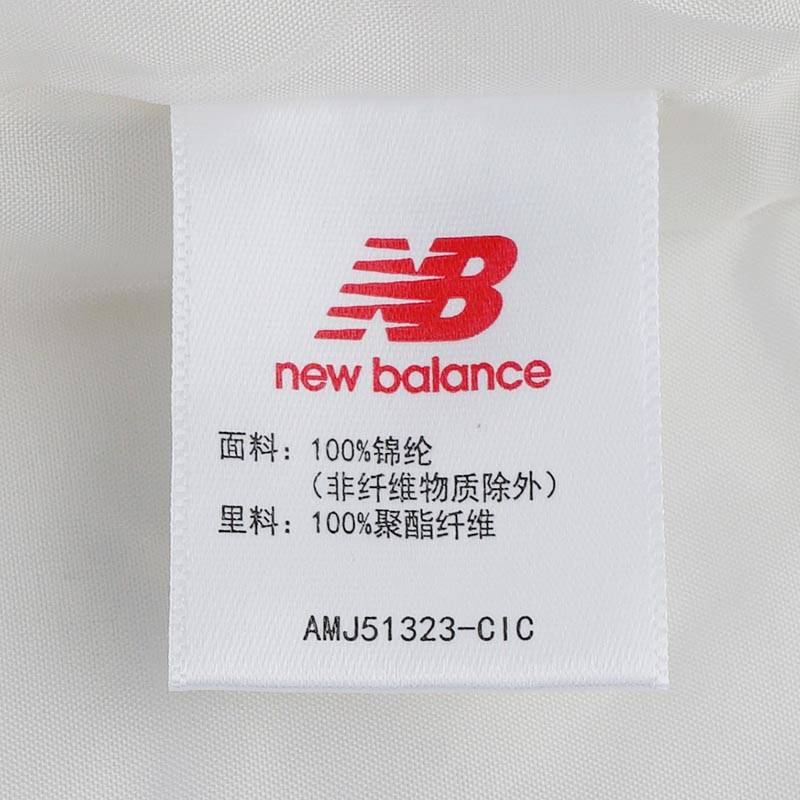 NB
new balance
面料：100%锦纶
（非纤维物质除外）
里料：100%聚酯纤维
AMJ51323-CIC